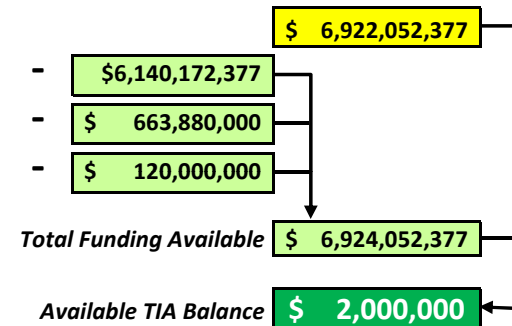 $ 6,922,052,377
- $6,140,172,377
- $ 663,880,000
- $ 120,000,000
Total Funding Available $ 6,924,052,377
Available TIA Balance $ 2,000,000